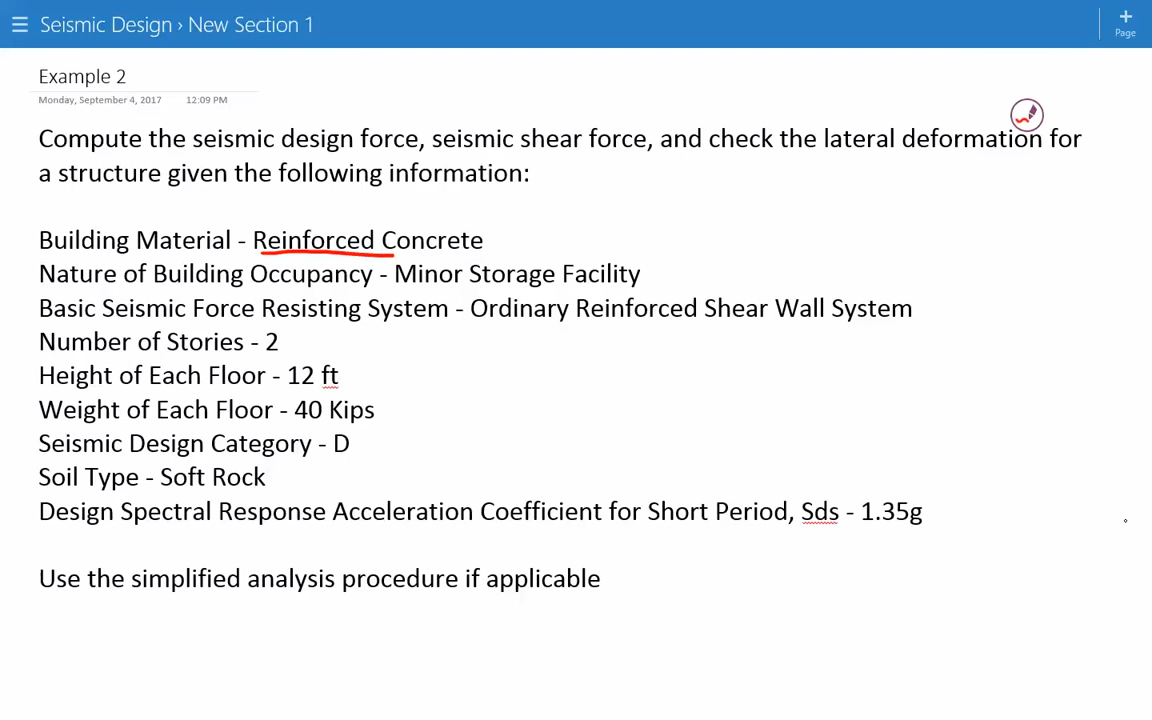 Seismic Design › New Section 1
Page
Example 2
Monday, September 4, 2017 12:09 PM
Compute the seismic design force, seismic shear force, and check the lateral deformation for
a structure given the following information:
Building Material - Reinforced Concrete
Nature of Building Occupancy - Minor Storage Facility
Basic Seismic Force Resisting System - Ordinary Reinforced Shear Wall System
Number of Stories - 2
Height of Each Floor - 12 ft
Weight of Each Floor - 40 Kips
Seismic Design Category - D
Soil Type - Soft Rock
Design Spectral Response Acceleration Coefficient for Short Period, Sds - 1.35g
Use the simplified analysis procedure if applicable